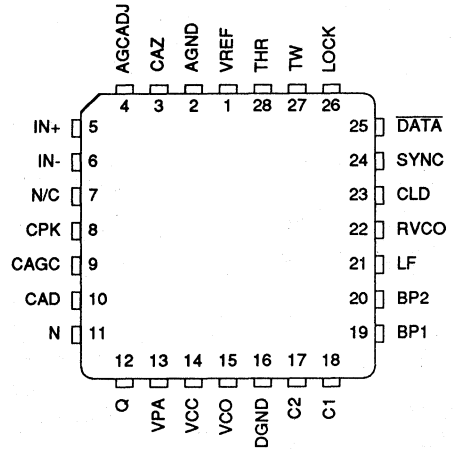 AGCADJ CAZ AGND VREF THR TW LOCK
4 3 2 1 28 27 26
IN+ 5 25 DATA
IN- 6 24 SYNC
N/C 7 23 CLD
CPK 8 22 RVCO
CAGC 9 21 LF
CAD 10 20 BP2
N 11 19 BP1
12 13 14 15 16 17 18
Q VPA VCC VCO DGND C2 C1